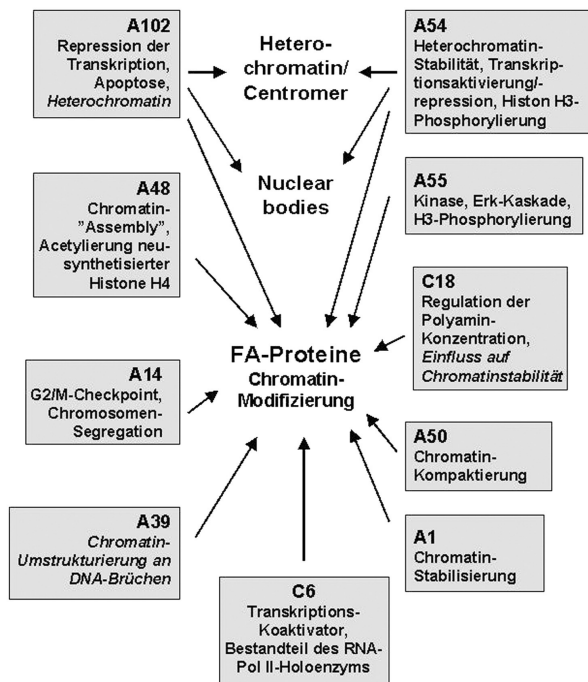 A102
Repression der
Transkription,
Apoptose,
Heterochromatin
Hetero-
chromatin/
Centromer
A54
Heterochromatin-
Stabilität, Transkrip-
tionsaktivierung/-
repression, Histon H3-
Phosphorylierung
Nuclear
bodies
A55
Kinase, Erk-Kaskade,
H3-Phosphorylierung
A48
Chromatin-
"Assembly",
Acetylierung neu-
synthetisierter
Histone H4
C18
Regulation der
Polyamin-
Konzentration,
Einfluss auf
Chromatinstabilität
FA-Proteine
Chromatin-
Modifizierung
A14
G2/M-Checkpoint,
Chromosomen-
Segregation
A50
Chromatin-
Kompaktierung
A39
Chromatin-
Umstrukturierung an
DNA-Brüchen
A1
Chromatin-
Stabilisierung
C6
Transkriptions-
Koaktivator,
Bestandteil des RNA-
Pol II-Holoenzyms